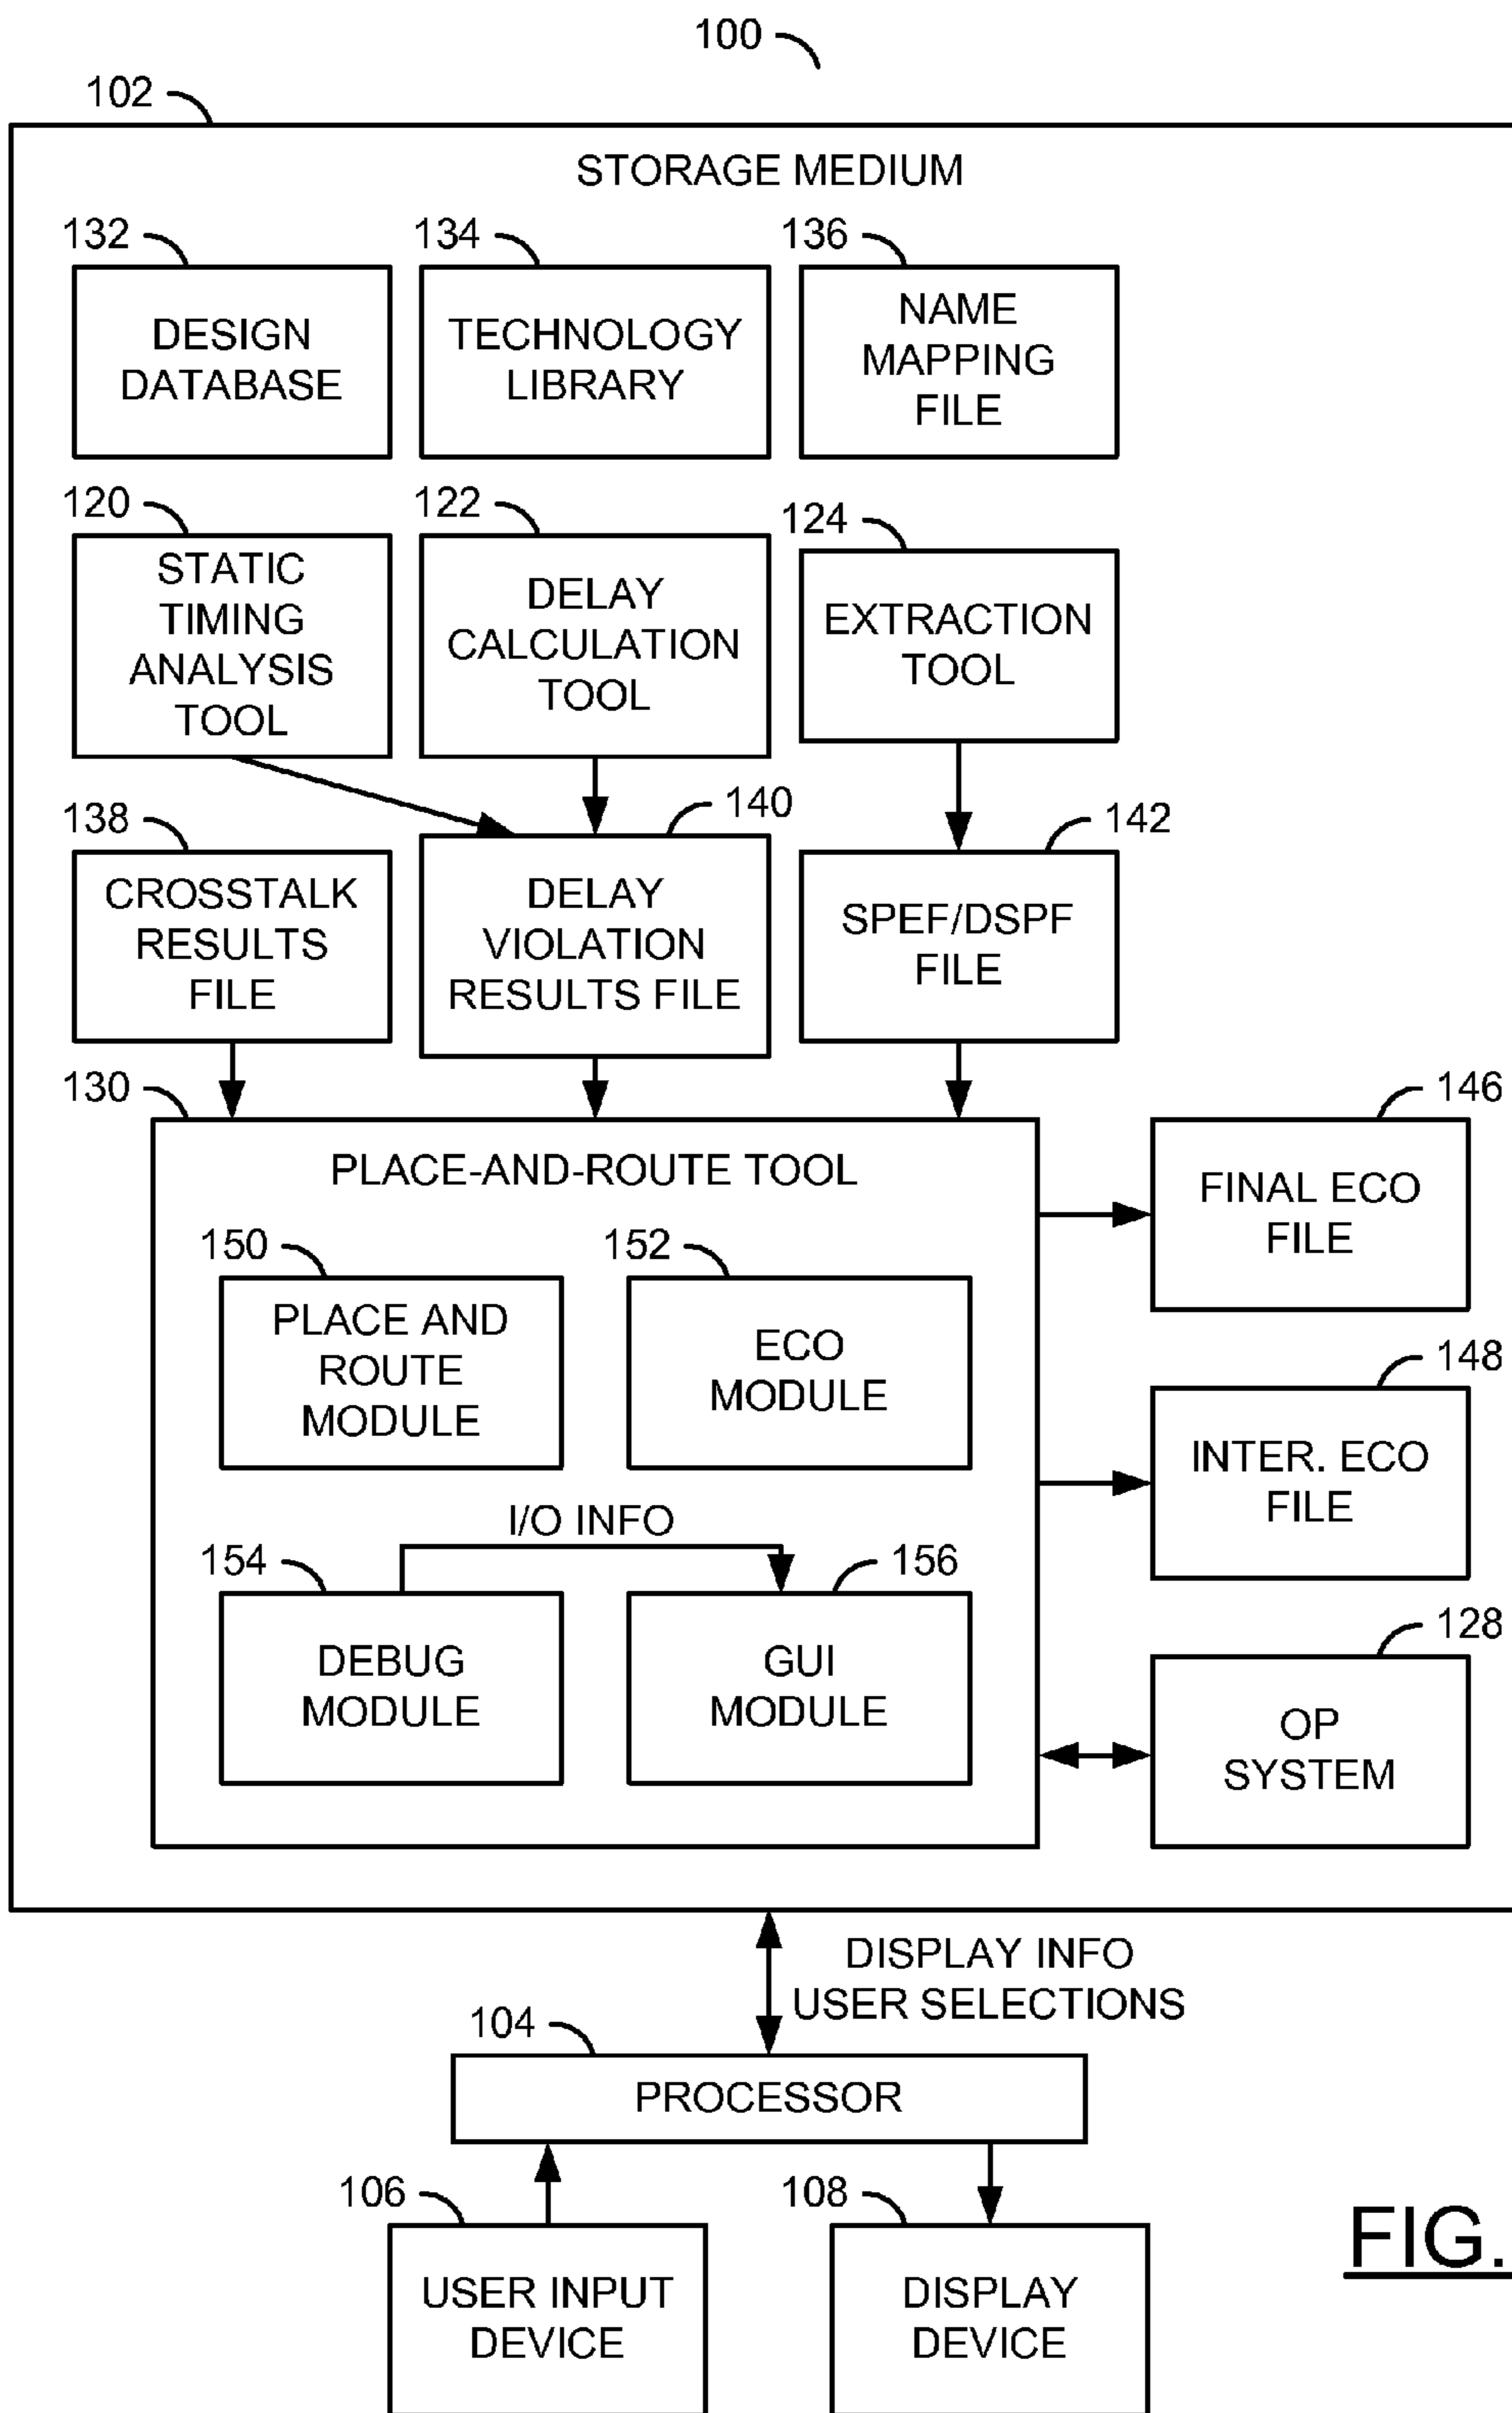 100
102
STORAGE MEDIUM
132
134
136
DESIGN
DATABASE
TECHNOLOGY
LIBRARY
NAME
MAPPING
FILE
120
122
124
STATIC
TIMING
ANALYSIS
TOOL
DELAY
CALCULATION
TOOL
EXTRACTION
TOOL
138
140
142
CROSSTALK
RESULTS
FILE
DELAY
VIOLATION
RESULTS FILE
SPEF/DSPF
FILE
130
146
PLACE-AND-ROUTE TOOL
FINAL ECO
FILE
150
152
PLACE AND
ROUTE
MODULE
ECO
MODULE
148
INTER. ECO
FILE
I/O INFO
154
156
128
DEBUG
MODULE
GUI
MODULE
OP
SYSTEM
DISPLAY INFO
USER SELECTIONS
104
PROCESSOR
106
108
USER INPUT
DEVICE
DISPLAY
DEVICE
FIG.